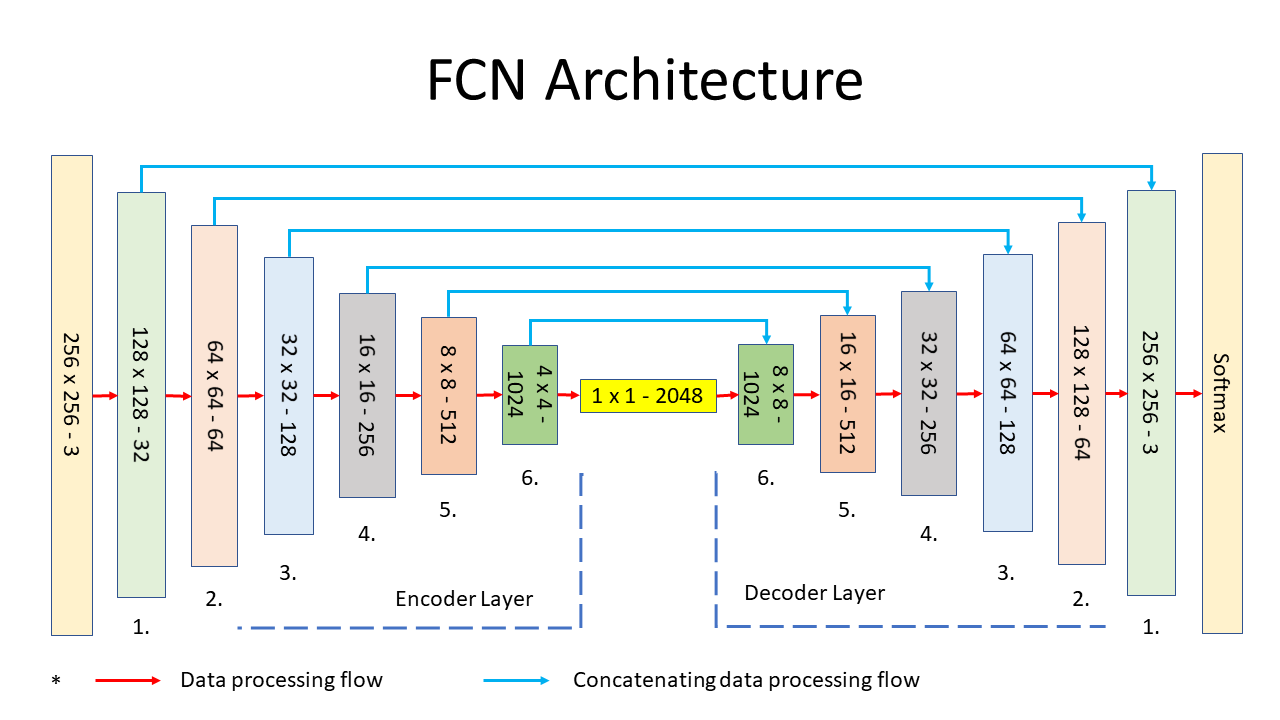 FCN Architecture
256 x 256 - 3
128 x 128 - 32
64 x 64 - 64
32 x 32 - 128
16 x 16 - 256
8 x 8 - 512
4 x 4 -
1024
1 x 1 - 2048
8 x 8 -
1024
16 x 16 - 512
32 x 32 - 256
64 x 64 - 128
128 x 128 - 64
256 x 256 - 3
Softmax
1.
2.
3.
4.
5.
6.
6.
5.
4.
3.
2.
1.
Encoder Layer
Decoder Layer
*
Data processing flow
Concatenating data processing flow